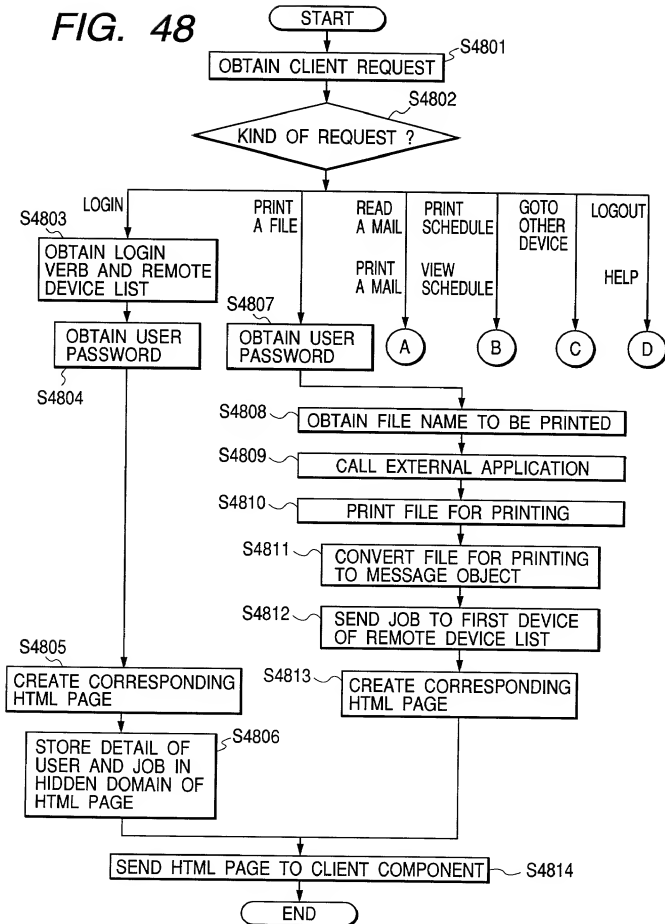 FIG. 48
START
S4801
OBTAIN CLIENT REQUEST
S4802
KIND OF REQUEST ?
LOGIN
PRINT
A FILE
READ
A MAIL
PRINT
A MAIL
PRINT
SCHEDULE
VIEW
SCHEDULE
GOTO
OTHER
DEVICE
LOGOUT
HELP
S4803
OBTAIN LOGIN
VERB AND REMOTE
DEVICE LIST
OBTAIN USER
PASSWORD
S4804
S4807
OBTAIN USER
PASSWORD
A
B
C
D
S4808
OBTAIN FILE NAME TO BE PRINTED
S4809
CALL EXTERNAL APPLICATION
S4810
PRINT FILE FOR PRINTING
S4811
CONVERT FILE FOR PRINTING
TO MESSAGE OBJECT
S4812
SEND JOB TO FIRST DEVICE
OF REMOTE DEVICE LIST
S4805
CREATE CORRESPONDING
HTML PAGE
S4813
CREATE CORRESPONDING
HTML PAGE
S4806
STORE DETAIL OF
USER AND JOB IN
HIDDEN DOMAIN OF
HTML PAGE
SEND HTML PAGE TO CLIENT COMPONENT
S4814
END